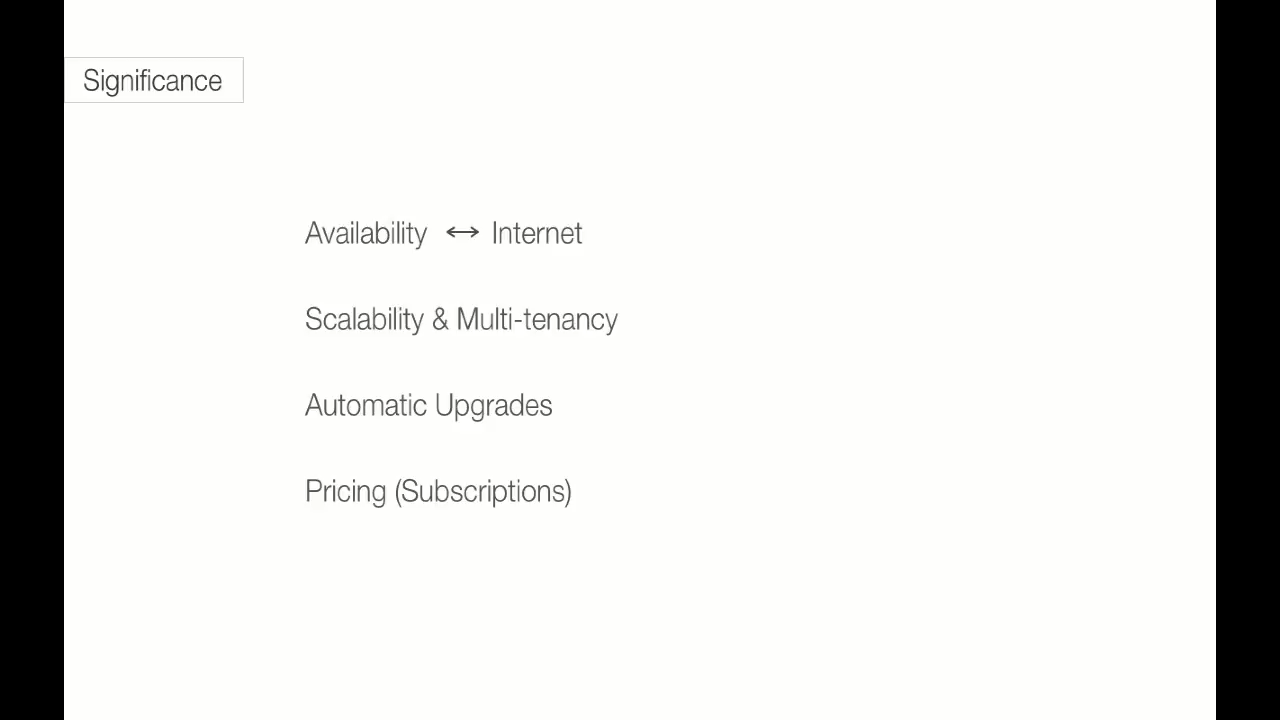 Significance
Availability ↔ Internet
Scalability & Multi-tenancy
Automatic Upgrades
Pricing (Subscriptions)